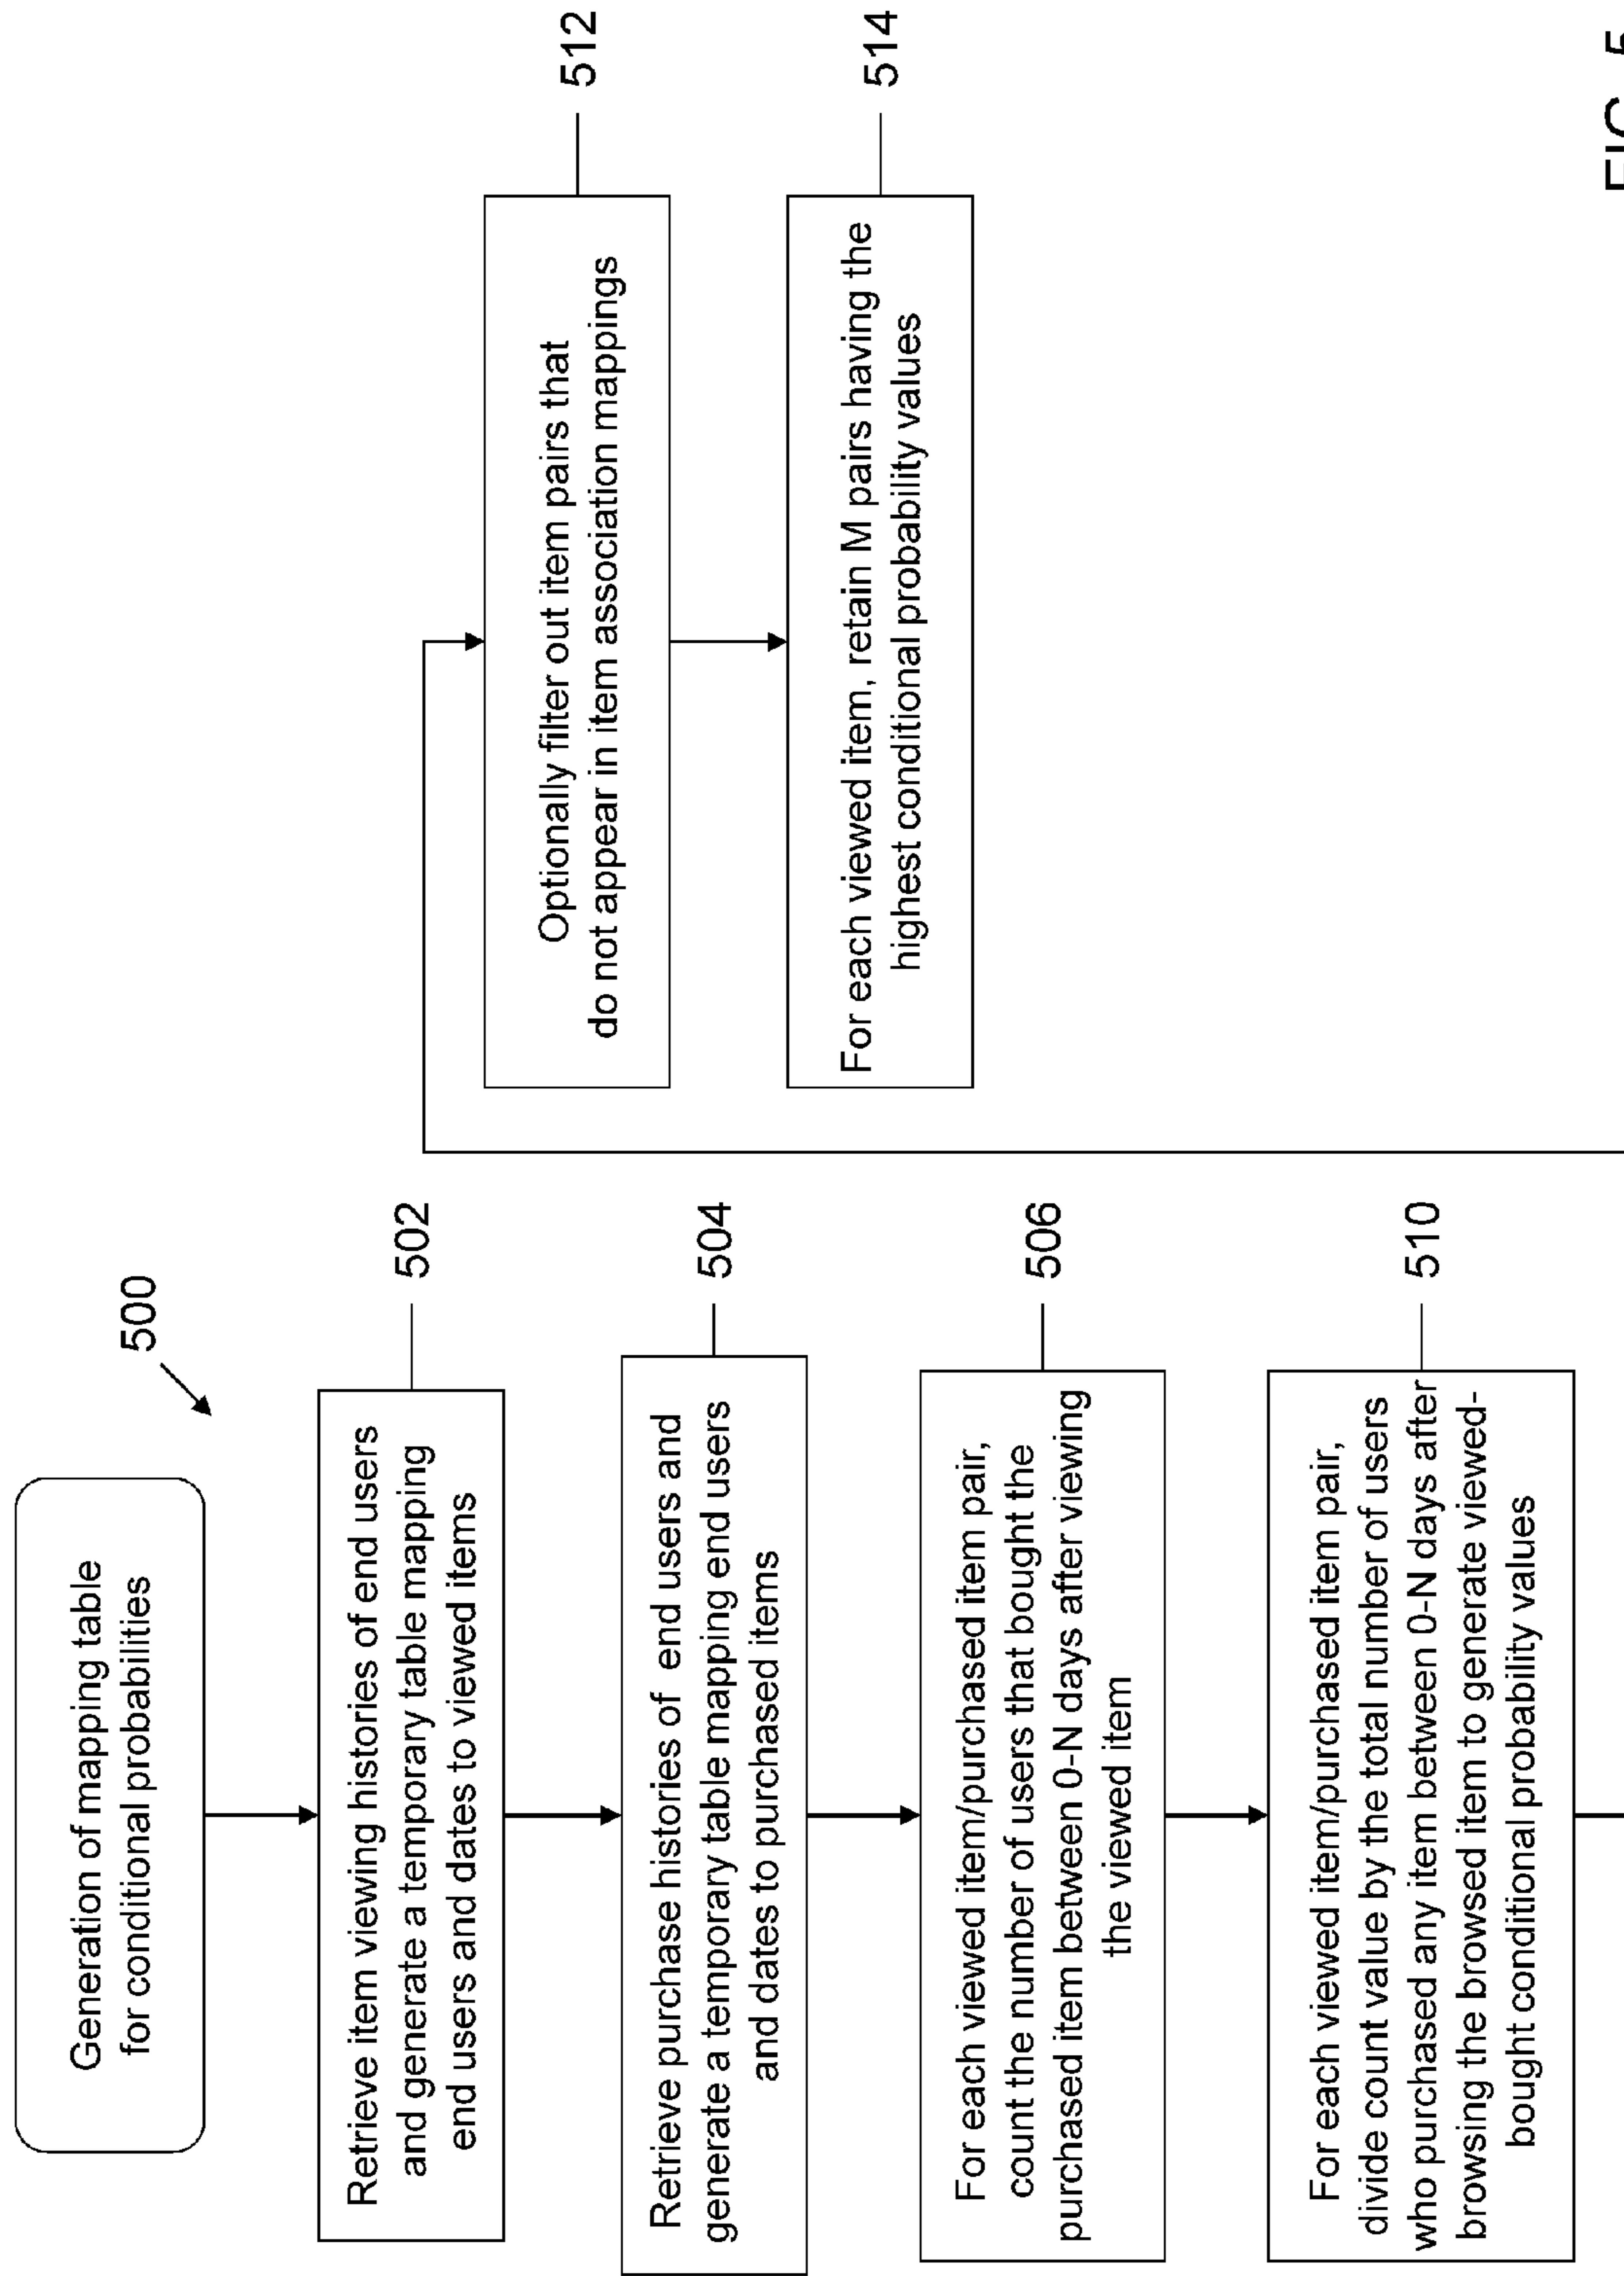 Generation of mapping table
for conditional probabilities
500
Retrieve item viewing histories of end users
and generate a temporary table mapping
end users and dates to viewed items
502
Retrieve purchase histories of end users and
generate a temporary table mapping end users
and dates to purchased items
504
For each viewed item/purchased item pair,
count the number of users that bought the
purchased item between 0-N days after viewing
the viewed item
506
For each viewed item/purchased item pair,
divide count value by the total number of users
who purchased any item between 0-N days after
browsing the browsed item to generate viewed-
bought conditional probability values
510
Optionally filter out item pairs that
do not appear in item association mappings
512
For each viewed item, retain M pairs having the
highest conditional probability values
514